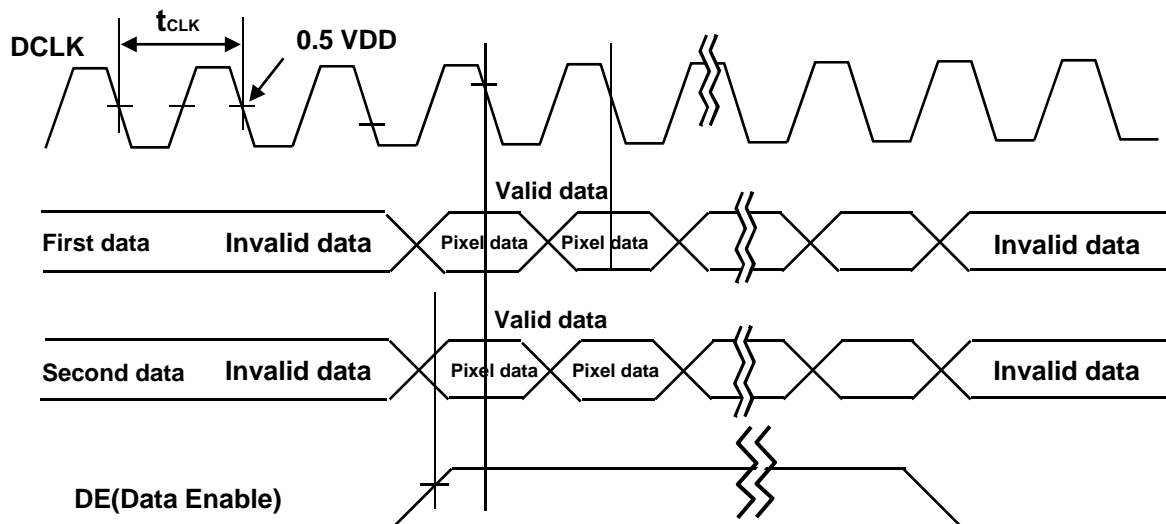 tCLK
DCLK
0.5 VDD
Valid data
First data
Invalid data
Pixel data
Pixel data
Invalid data
Valid data
Second data
Invalid data
Pixel data
Pixel data
Invalid data
DE(Data Enable)